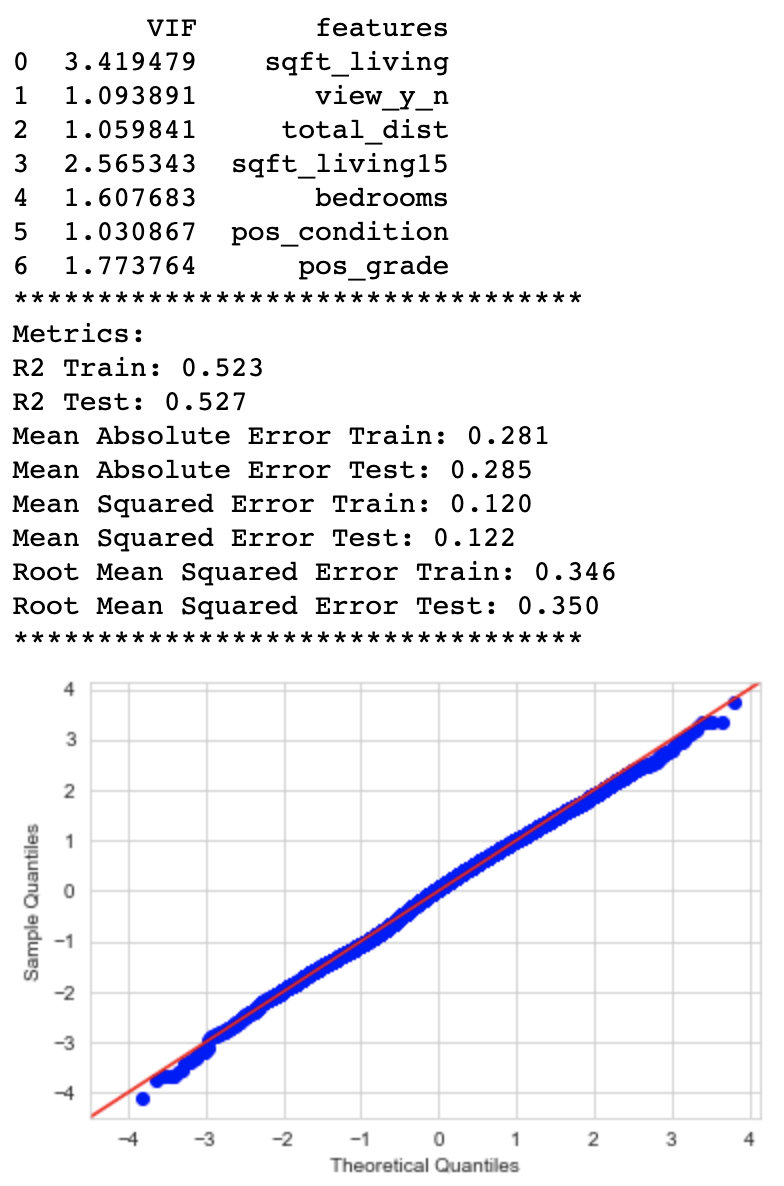 VIF features
0 3.419479 sqft_living
1 1.093891 view_y_n
2 1.059841 total_dist
3 2.565343 sqft_living15
4 1.607683 bedrooms
5 1.030867 pos_condition
6 1.773764 pos_grade
**********************************
Metrics:
R2 Train: 0.523
R2 Test: 0.527
Mean Absolute Error Train: 0.281
Mean Absolute Error Test: 0.285
Mean Squared Error Train: 0.120
Mean Squared Error Test: 0.122
Root Mean Squared Error Train: 0.346
Root Mean Squared Error Test: 0.350
**********************************
4
3
2
1
0
−1
−2
−3
−4
Sample Quantiles
−4 −3 −2 −1 0 1 2 3 4
Theoretical Quantiles